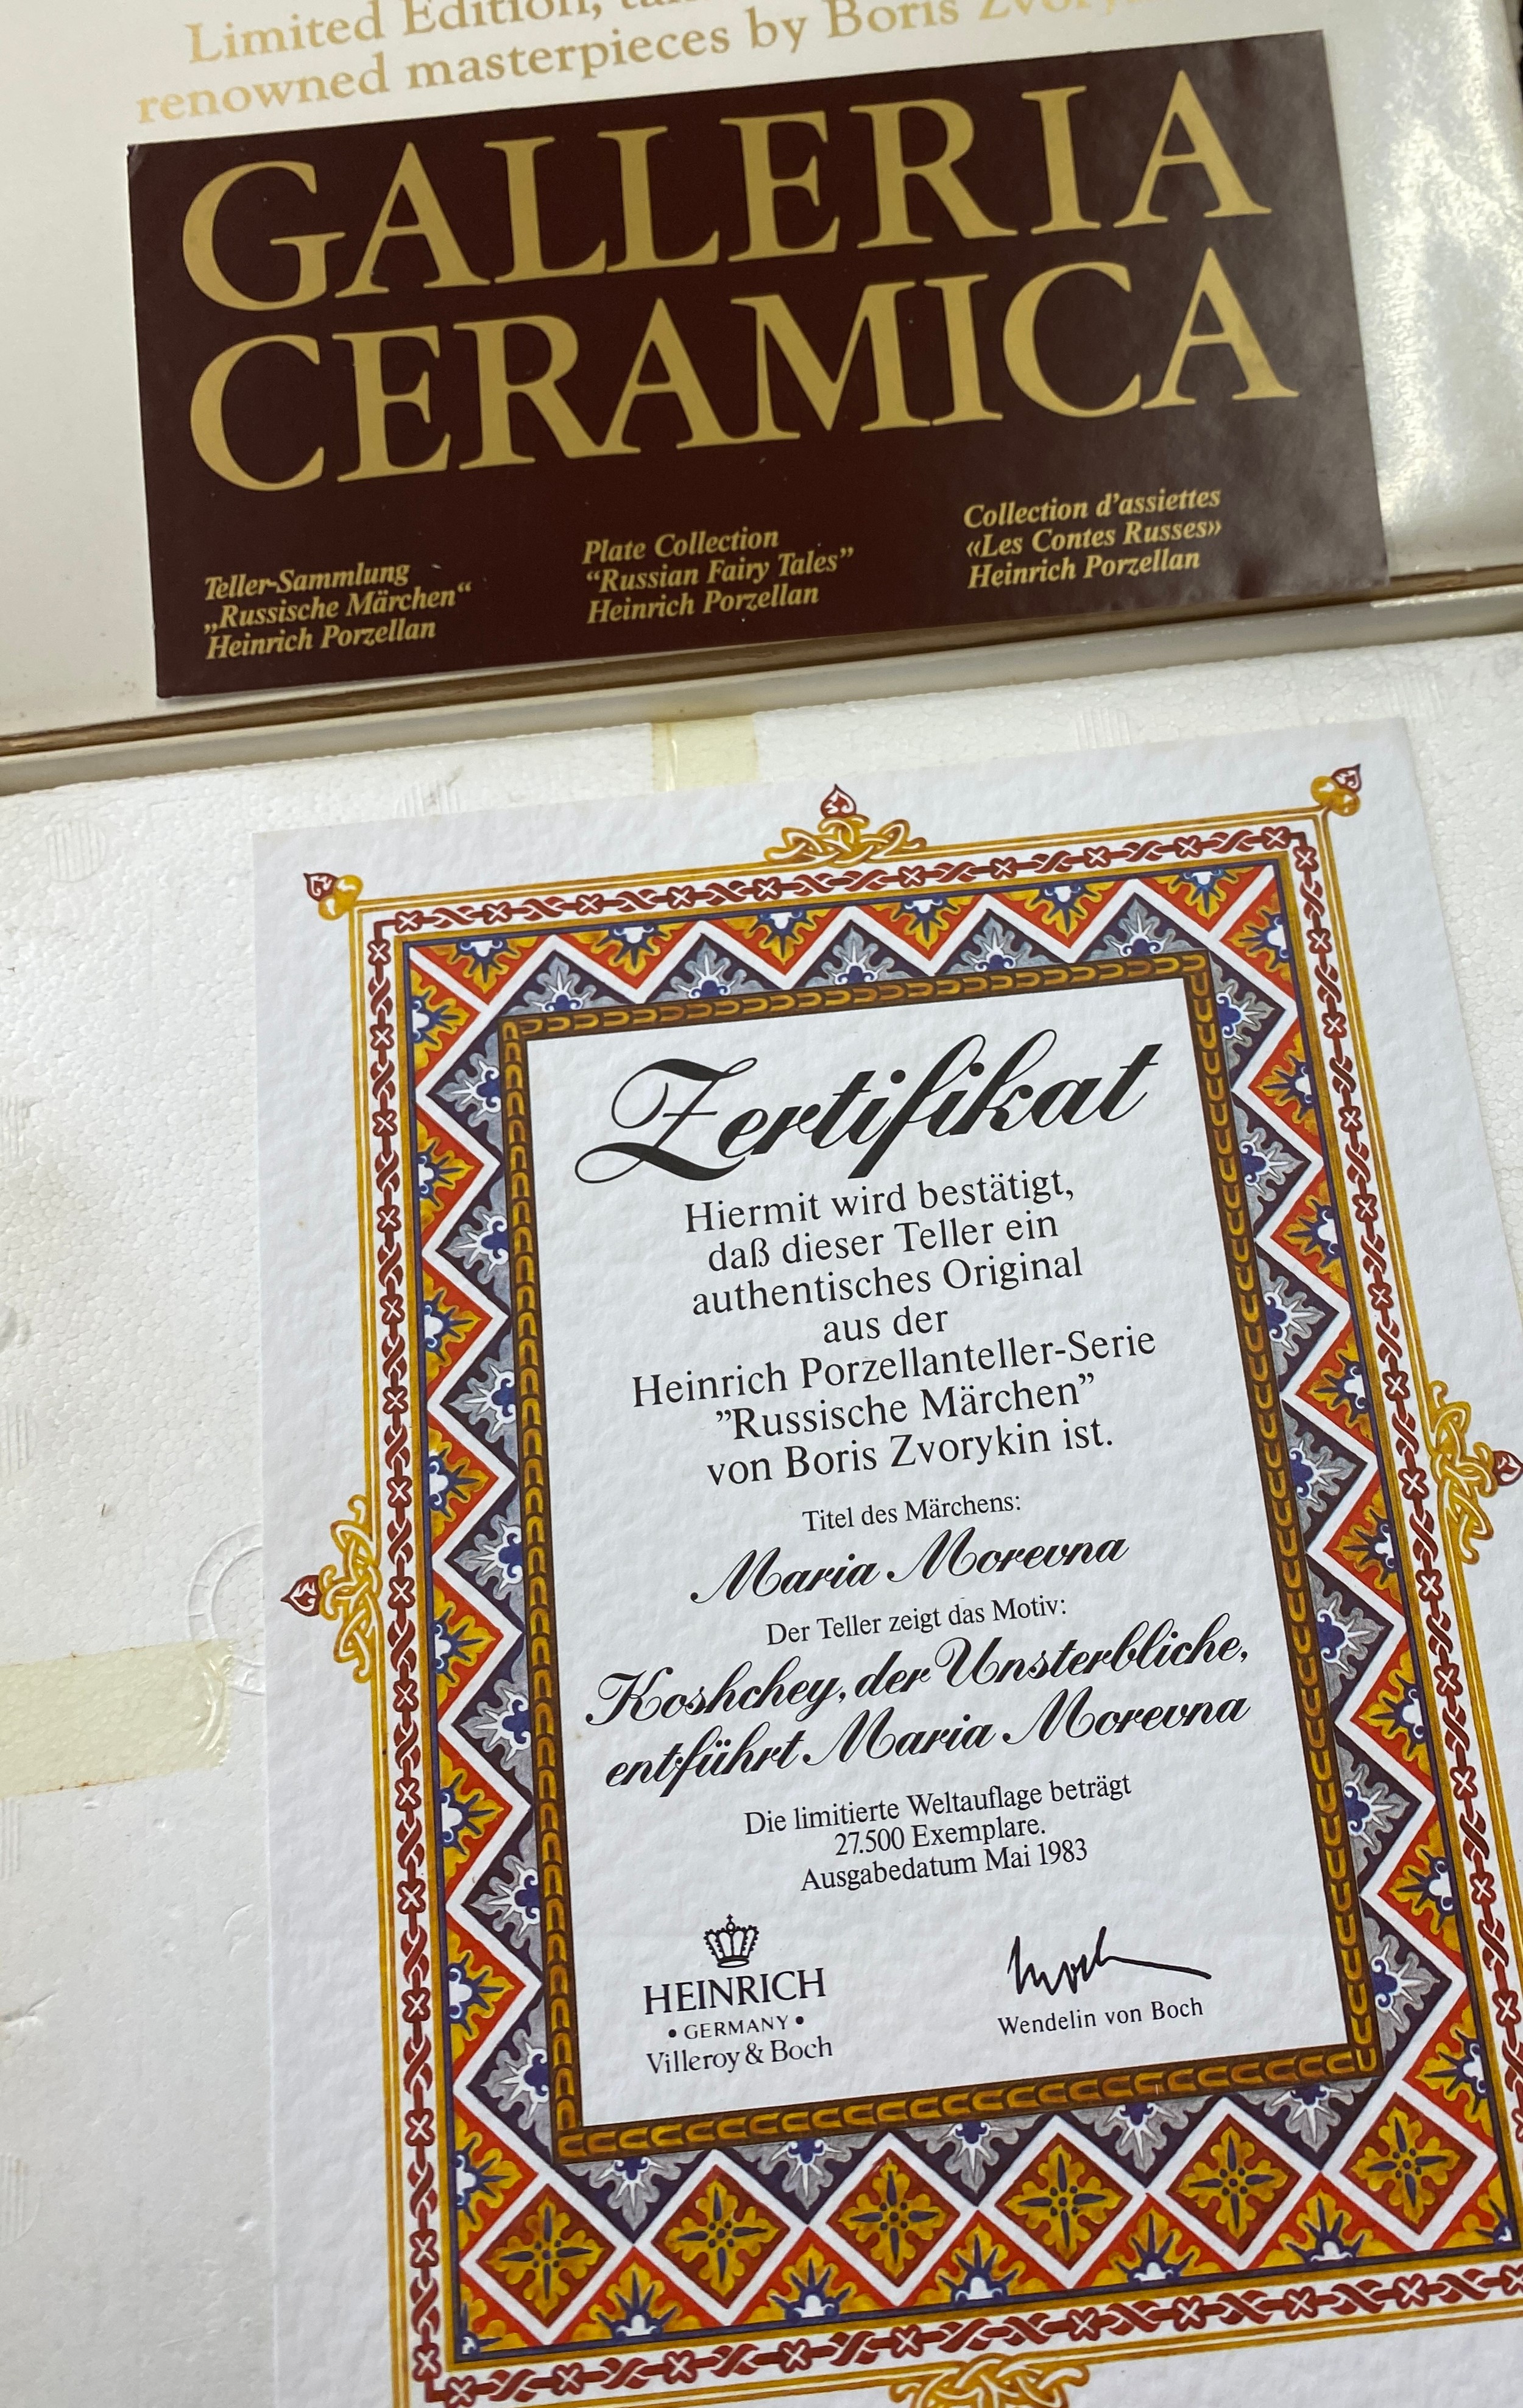 Limited Edition,
renowned masterpieces by Boris
GALLERIA
CERAMICA
Teller-Sammlung
„Russische Märchen“
Heinrich Porzellan
Plate Collection
“Russian Fairy Tales”
Heinrich Porzellan
Collection d’assiettes
«Les Contes Russes»
Heinrich Porzellan
Zertifikat
Hiermit wird bestätigt,
daß dieser Teller ein
authentisches Original
aus der
Heinrich Porzellanteller-Serie
”Russische Märchen”
von Boris Zvorykin ist.
Titel des Märchens:
Maria Morevna
Der Teller zeigt das Motiv:
Koshchey, der Unsterbliche,
entführt Maria Morevna
Die limitierte Weltauflage beträgt
27.500 Exemplare.
Ausgabedatum Mai 1983
HEINRICH
• GERMANY •
Villeroy & Boch
Wendelin von Boch